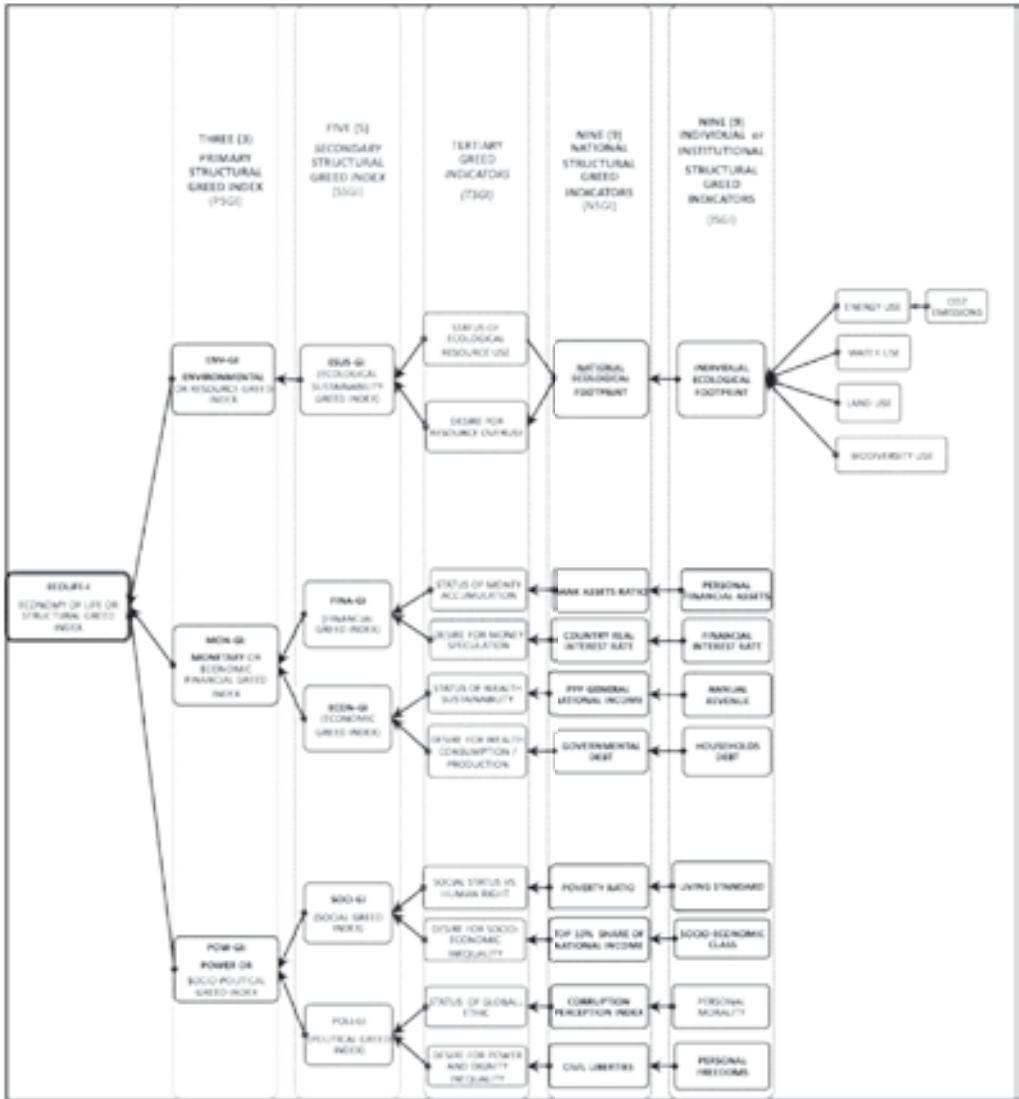 THREE (3)
PRIMARY
STRUCTURAL
GREED INDEX
(PSGI)
FIVE (5)
SECONDARY
STRUCTURAL
GREED INDEX
(SSGI)
TERTIARY
GREED
INDICATORS
(TSGI)
NINE (9)
NATIONAL
STRUCTURAL
GREED
INDICATORS
(NSGI)
NINE (9)
INDIVIDUAL or
INSTITUTIONAL
STRUCTURAL
GREED
INDICATORS
(ISGI)
ECOLIFE-I
ECONOMY OF LIFE OR
STRUCTURAL GREED
INDEX
ENV-GI
ENVIRONMENTAL
OR RESOURCE GREED
INDEX
ESUS-GI
(ECOLOGICAL
SUSTAINABILITY
GREED INDEX)
STATUS OF
ECOLOGICAL
RESOURCE USE
DESIRE FOR
RESOURCE OVERUSE
NATIONAL
ECOLOGICAL
FOOTPRINT
INDIVIDUAL
ECOLOGICAL
FOOTPRINT
ENERGY USE
EMISSIONS
WATER USE
LAND USE
BIODIVERSITY USE
MON-GI
MONETARY OR
ECONOMIC
FINANCIAL GREED
INDEX
FINA-GI
(FINANCIAL
GREED INDEX)
STATUS OF MONEY
ACCUMULATION
BANK ASSETS RATIO
PERSONAL
FINANCIAL ASSETS
DESIRE FOR MONEY
SPECULATION
COUNTRY REAL
INTEREST RATE
FINANCIAL
INTEREST RATE
ECON-GI
(ECONOMIC
GREED INDEX)
STATUS OF WEALTH
SUSTAINABILITY
PPP GENERAL
NATIONAL INCOME
ANNUAL
REVENUE
DESIRE FOR WEALTH
CONSUMPTION /
PRODUCTION
GOVERNMENTAL
DEBT
HOUSEHOLDS
DEBT
POW-GI
POWER OR
SOCIO-POLITICAL
GREED INDEX
SOCI-GI
(SOCIAL GREED
INDEX)
SOCIAL STATUS VS.
HUMAN RIGHT
POVERTY RATIO
LIVING STANDARD
DESIRE FOR SOCIO-
ECONOMIC
INEQUALITY
TOP 10% SHARE OF
NATIONAL INCOME
SOCIO-ECONOMIC
CLASS
POLI-GI
(POLITICAL GREED
INDEX)
STATUS OF GLOBAL
ETHIC
CORRUPTION
PERCEPTION INDEX
PERSONAL
MORALITY
DESIRE FOR POWER
AND DIGNITY
INEQUALITY
CIVIL LIBERTIES
PERSONAL
FREEDOMS